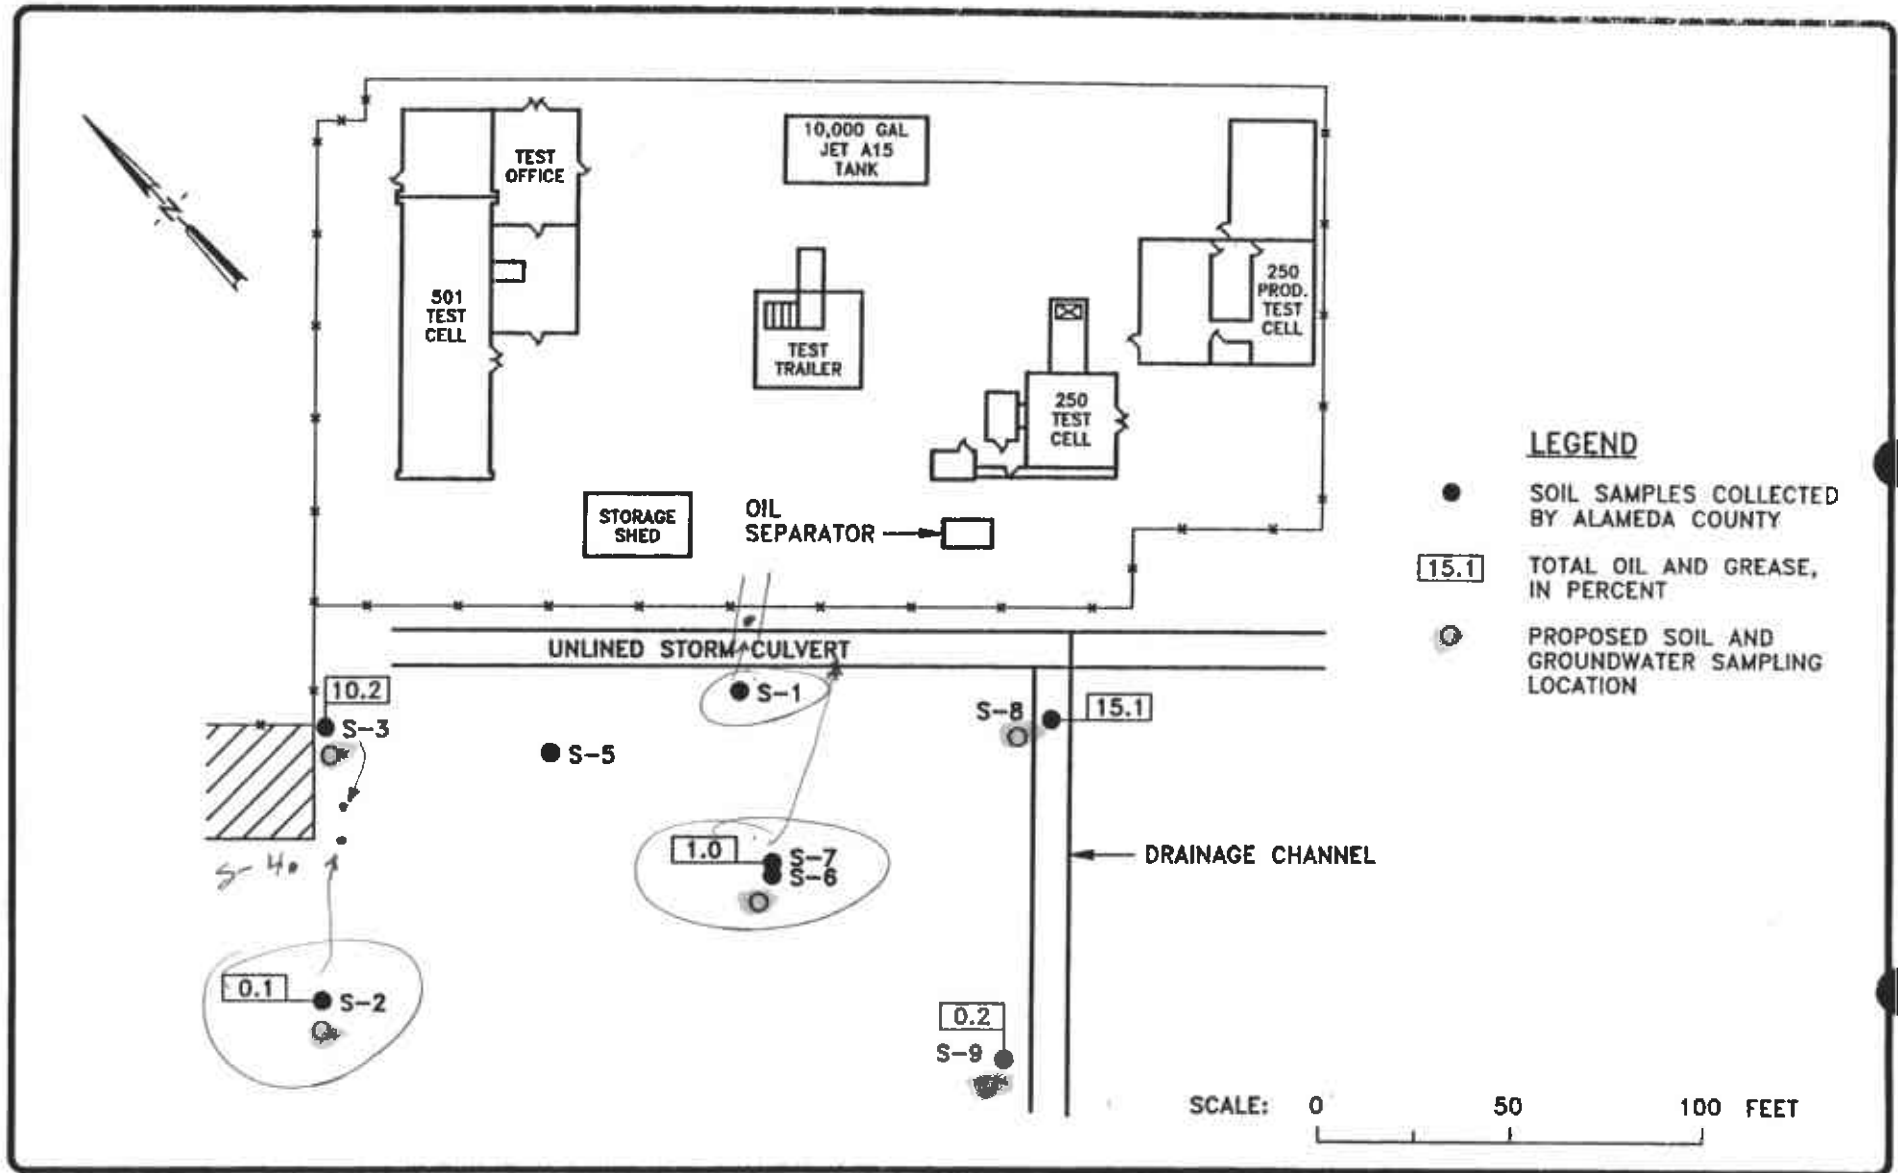 10,000 GAL
JET A15
TANK
TEST
OFFICE
N
501
TEST
CELL
TEST
TRAILER
250
PROD.
TEST
CELL
250
TEST
CELL
STORAGE
SHED
OIL
SEPARATOR
UNLINED STORM CULVERT
LEGEND
SOIL SAMPLES COLLECTED
BY ALAMEDA COUNTY
15.1
TOTAL OIL AND GREASE,
IN PERCENT
PROPOSED SOIL AND
GROUNDWATER SAMPLING
LOCATION
10.2
S-3
S-1
S-5
S-8
15.1
1.0
S-7
S-6
S-4
DRAINAGE CHANNEL
0.1
S-2
0.2
S-9
SCALE: 0 50 100 FEET